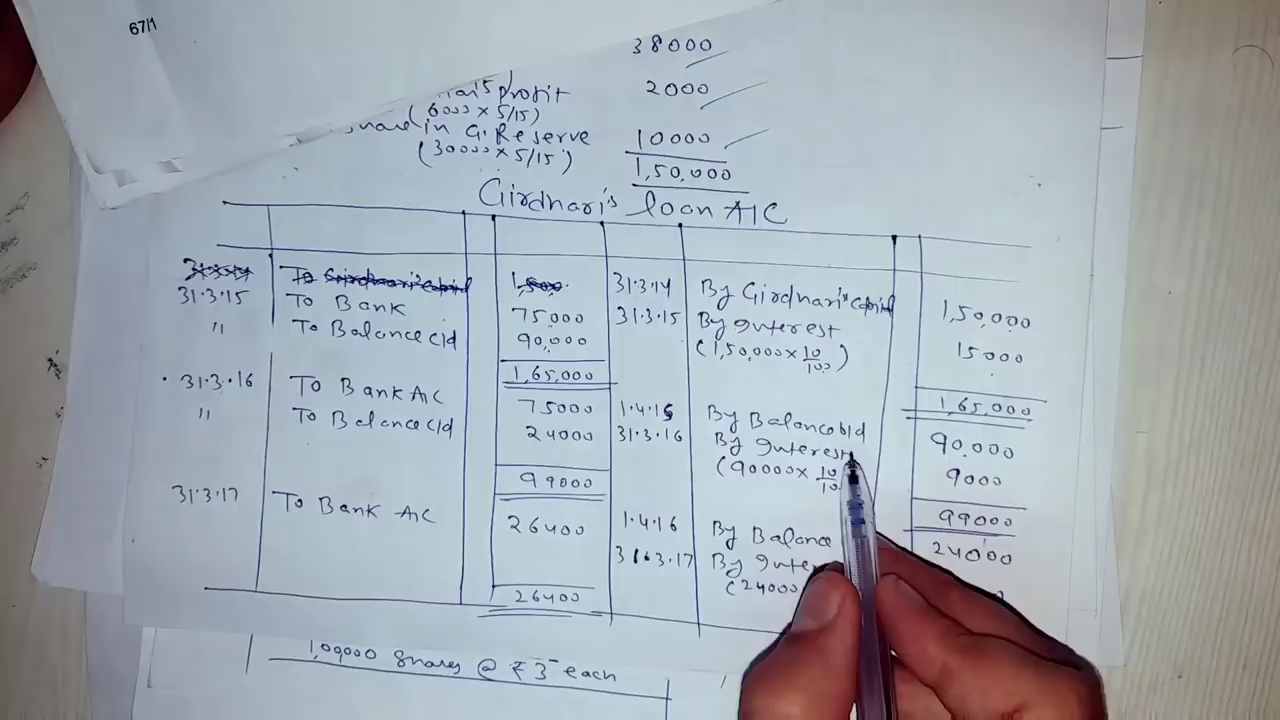 67/1
38000
profit
2000
(6000 × 5/15)
share in G. Reserve
10000
(30000 × 5/15)
1,50,000
Girdhari's loan A/C
31.3.15 To Bank 75,000
" To Balance c/d 90,000
1,65,000
31.3.16 To Bank A/C 75000
" To Balance c/d 24000
99000
31.3.17 To Bank A/C 26400
26400
31.3.14 By Girdhari's Capital 1,50,000
31.3.15 By Interest 15000
(1,50,000 × 10/100)
1,65,000
1.4.15 By Balance b/d 90,000
31.3.16 By Interest 9000
(90000 × 10/10
99000
1.4.16 By Balance 24000
31.3.17 By Inter
(24000
1,00000 Shares @ ₹ 3 each